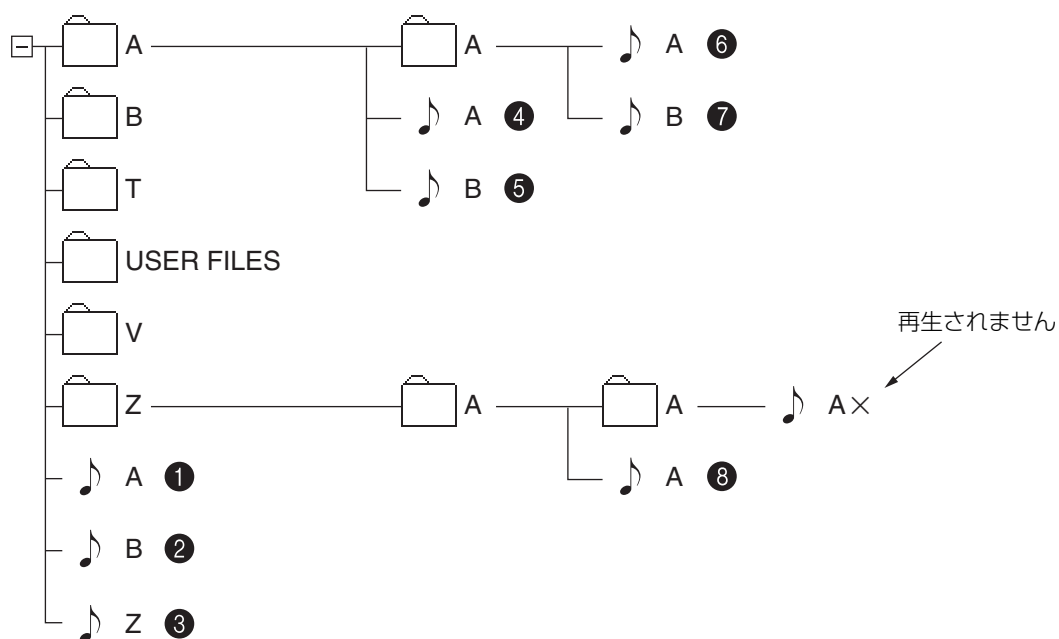 A A A ❻
B A ❹ B ❼
T B ❺
USER FILES
V
再生されません
Z A A A×
A ❶ A ❽
B ❷
Z ❸